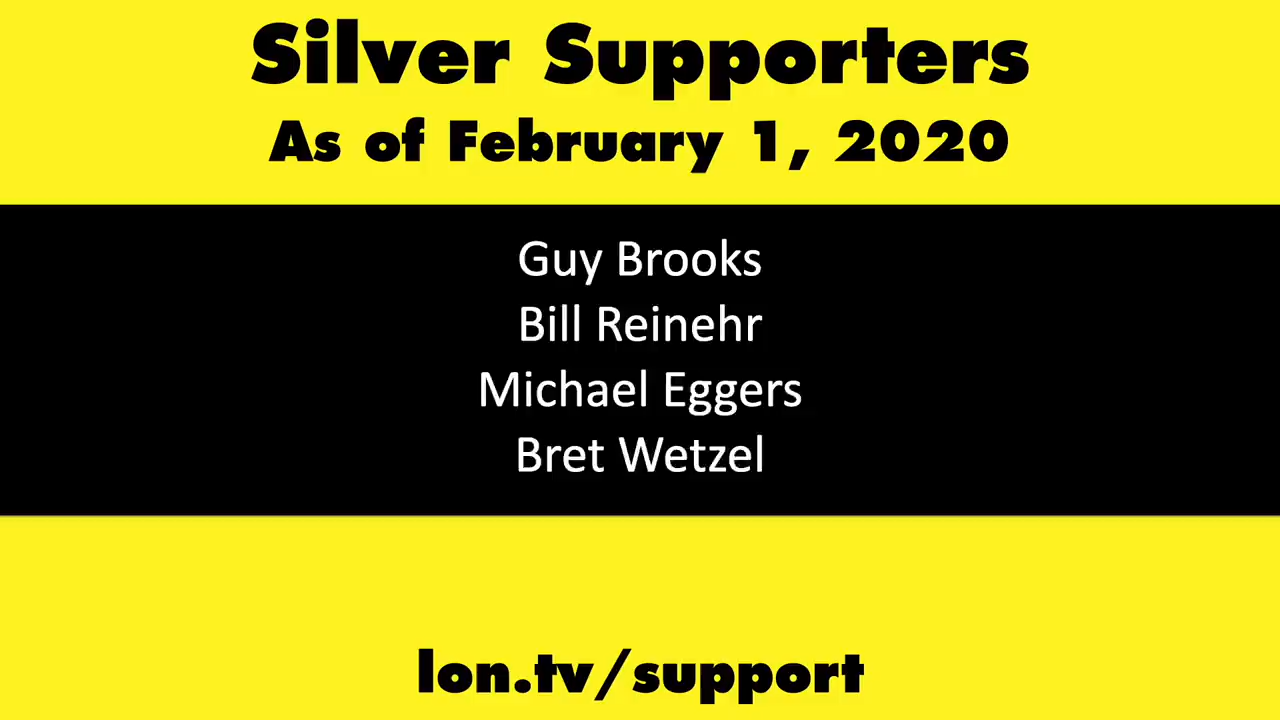 Silver Supporters
As of February 1, 2020
Guy Brooks
Bill Reinehr
Michael Eggers
Bret Wetzel
lon.tv/support